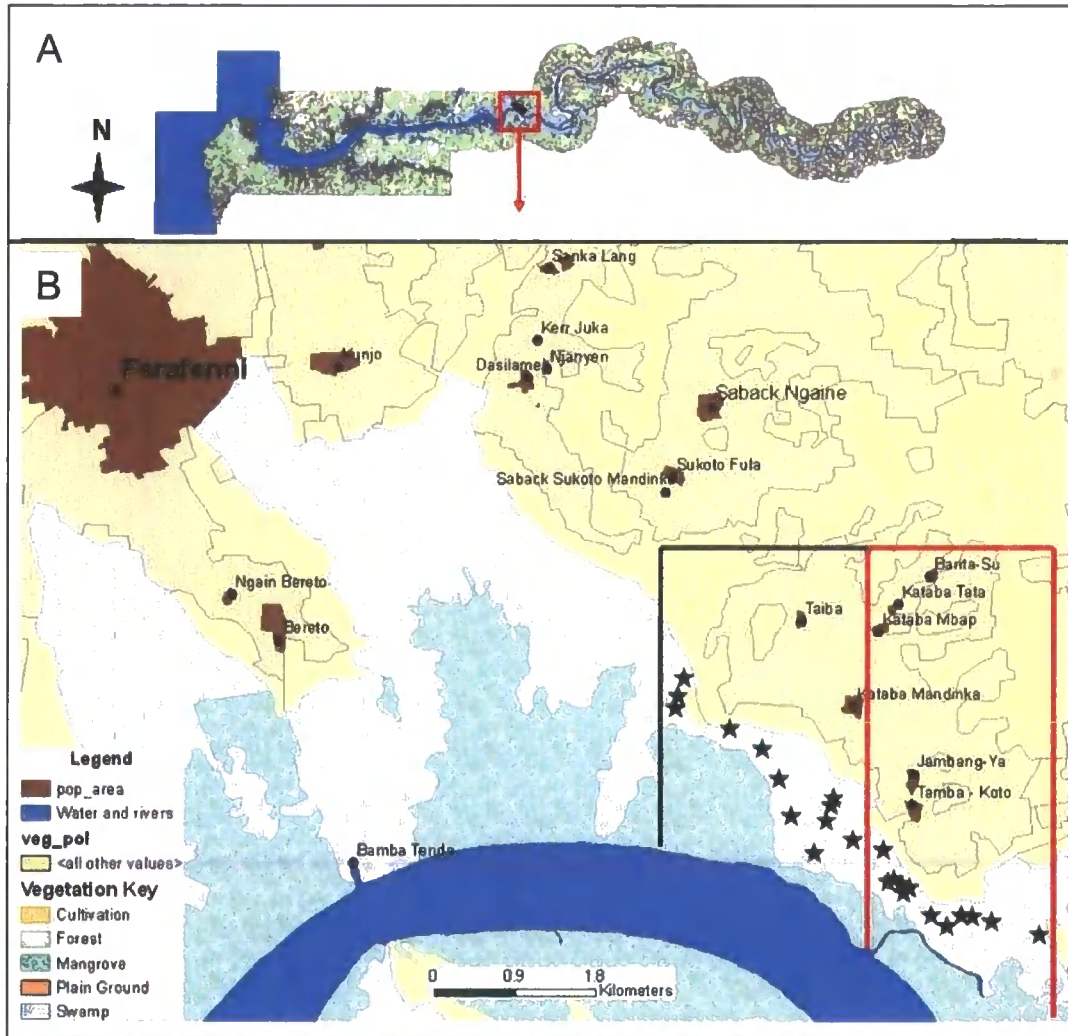 A
N
B
Sanka Lang
Kerr Juka
Farafenni
Kunjo
Dasilame
Njanyen
Saback Ngaine
Sukoto Fula
Saback Sukoto Mandinka
Ngain Bereto
Bereto
Taiba
Banta-Su
Kataba Tata
Kataba Mbap
Kataba Mandinka
Jambang-Ya
Tamba - Koto
Bamba Tenda
Legend
pop_area
Water and rivers
veg_pol
<all other values>
Vegetation Key
Cultivation
Forest
Mangrove
Plain Ground
Swamp
0 0.9 1.8
Kilometers